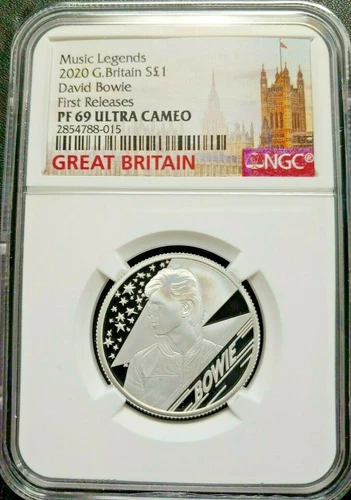 Music Legends
2020 G.Britain S£1
David Bowie
First Releases
PF 69 ULTRA CAMEO
2854788-015
GREAT BRITAIN
NGC®
BOWIE